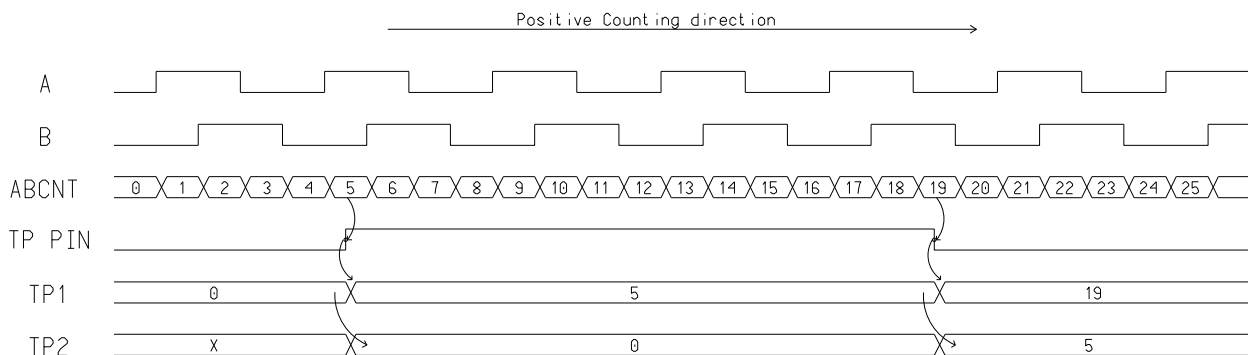 Positive Counting direction
A
B
ABCNT 0 1 2 3 4 5 6 7 8 9 10 11 12 13 14 15 16 17 18 19 20 21 22 23 24 25
TP PIN
TP1 0 5 19
TP2 X 0 5